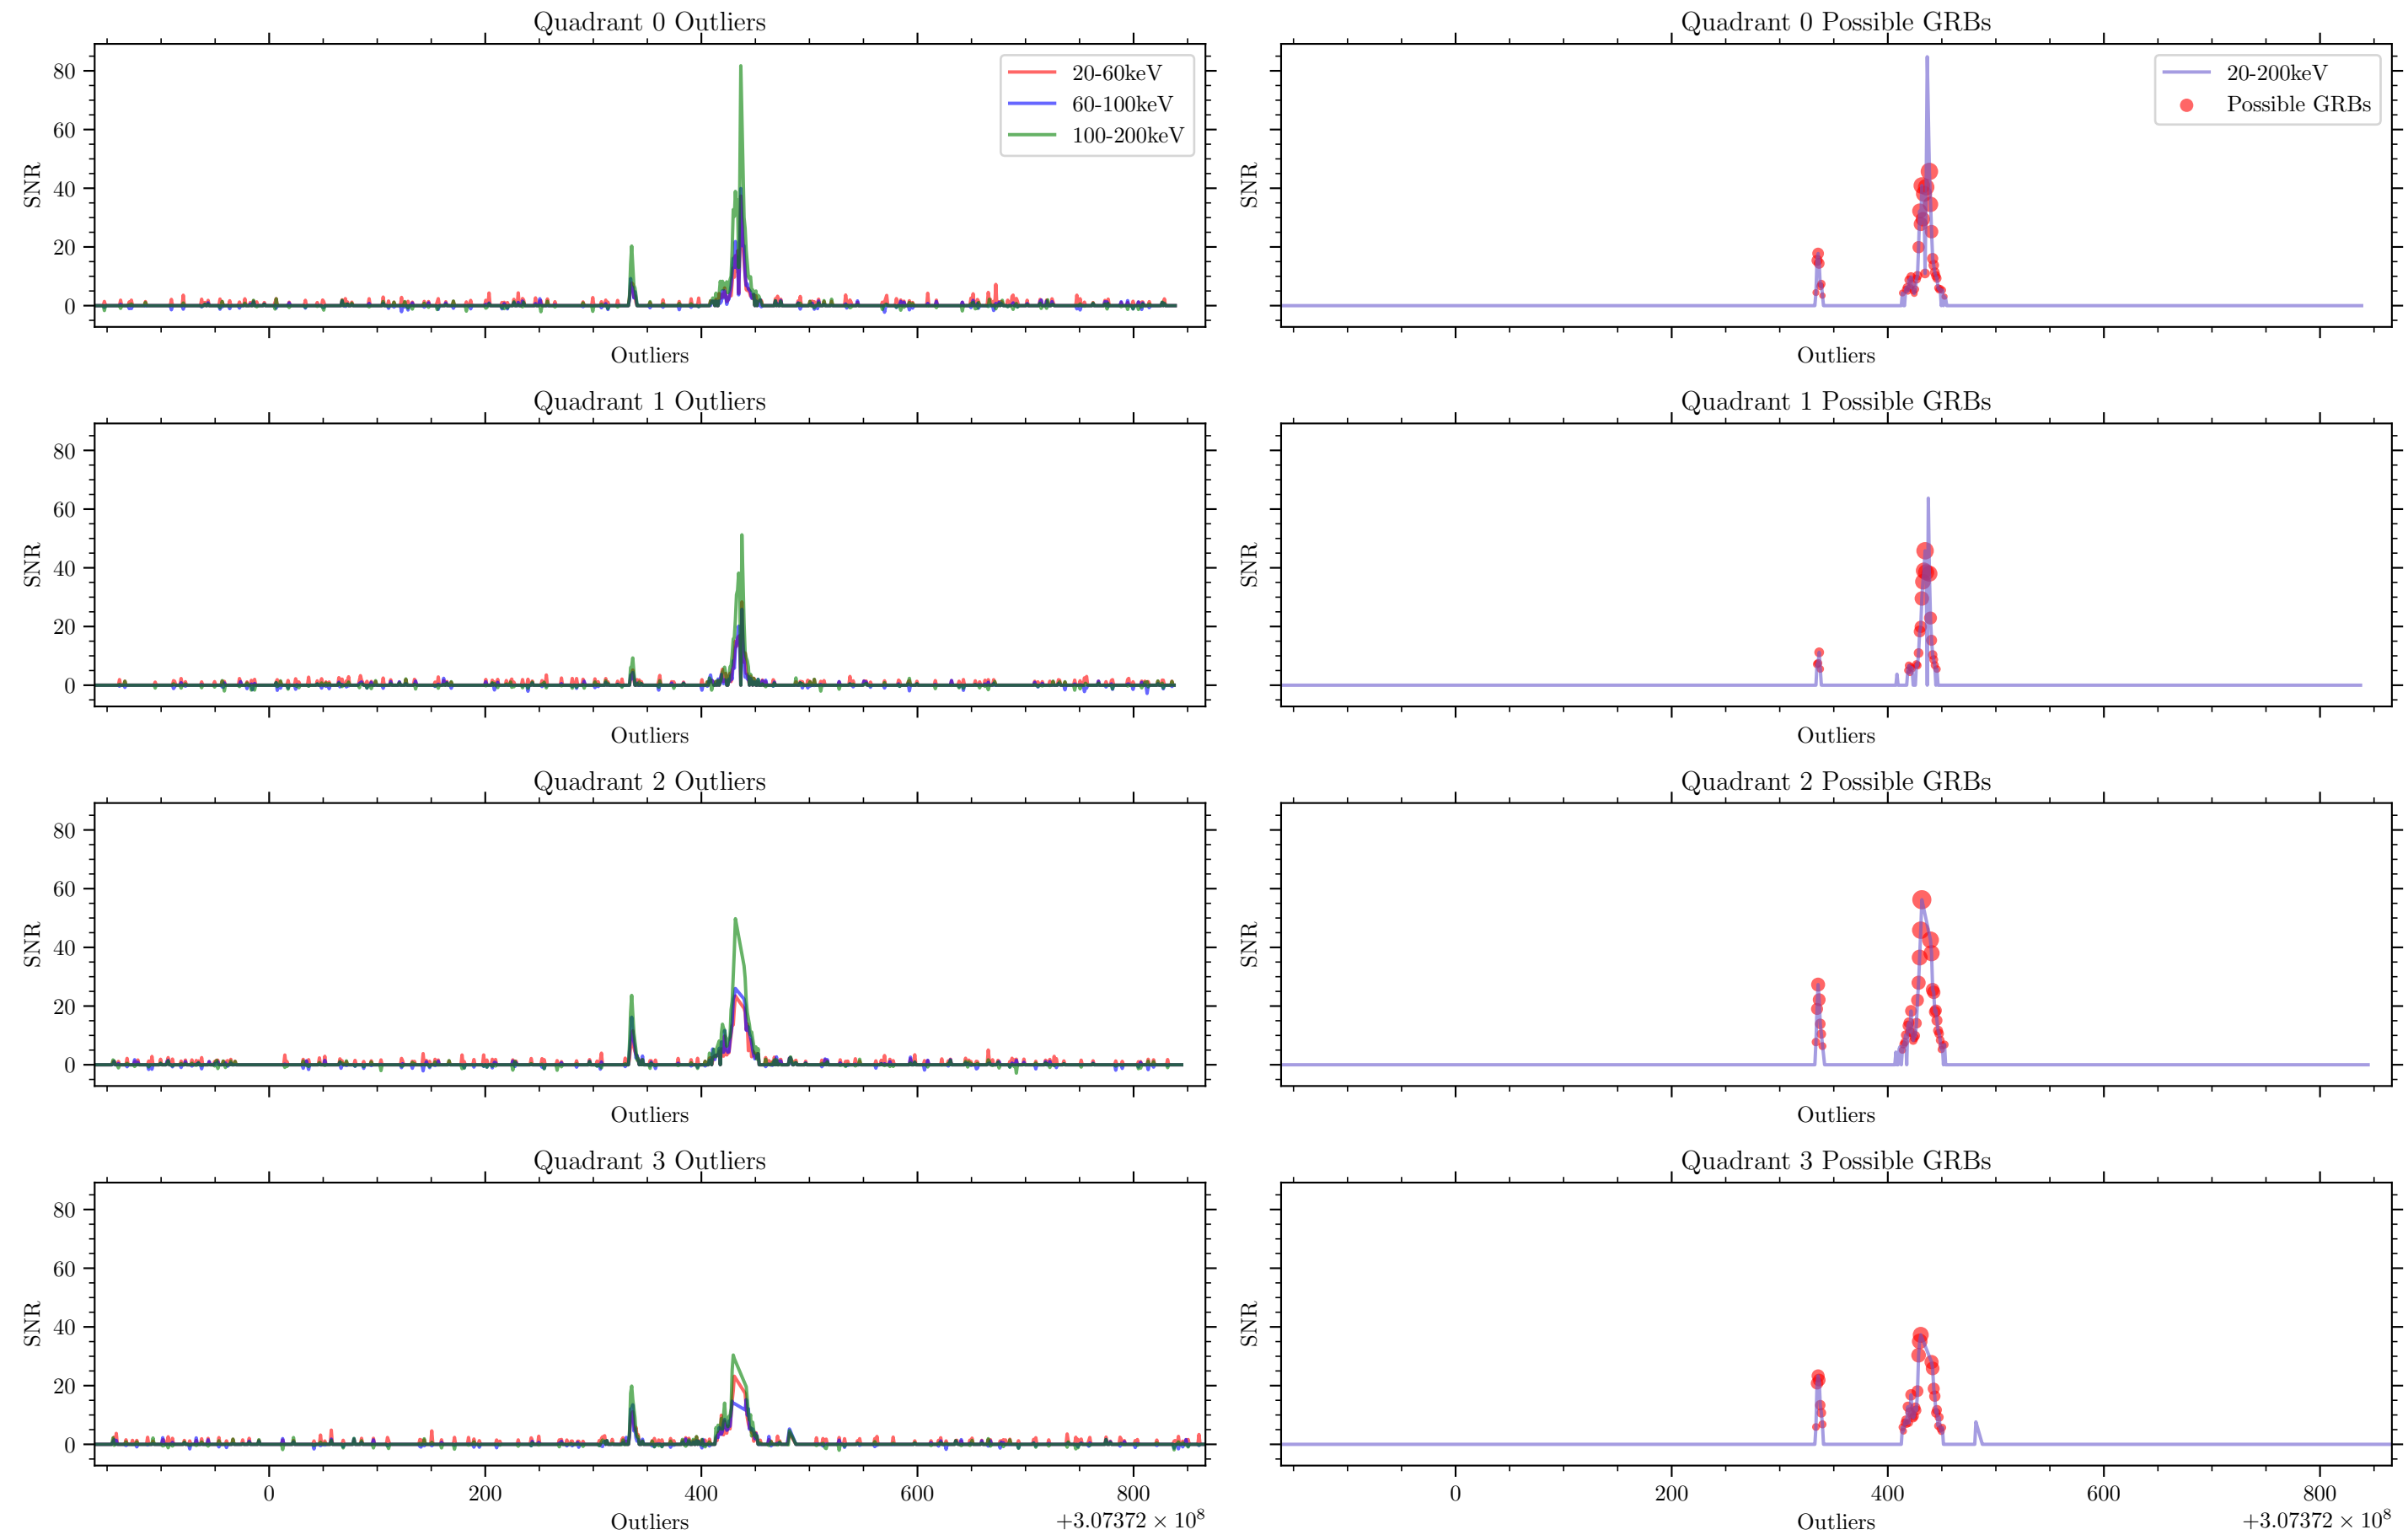 Quadrant 0 Outliers
80
60
40
20
0
SNR
20-60keV
60-100keV
100-200keV
Outliers
Quadrant 0 Possible GRBs
SNR
20-200keV
Possible GRBs
Outliers
Quadrant 1 Outliers
80
60
40
20
0
SNR
Outliers
Quadrant 1 Possible GRBs
SNR
Outliers
Quadrant 2 Outliers
80
60
40
20
0
SNR
Outliers
Quadrant 2 Possible GRBs
SNR
Outliers
Quadrant 3 Outliers
80
60
40
20
0
SNR
0 200 400 600 800
Outliers
+3.07372 × 10⁸
Quadrant 3 Possible GRBs
SNR
0 200 400 600 800
Outliers
+3.07372 × 10⁸